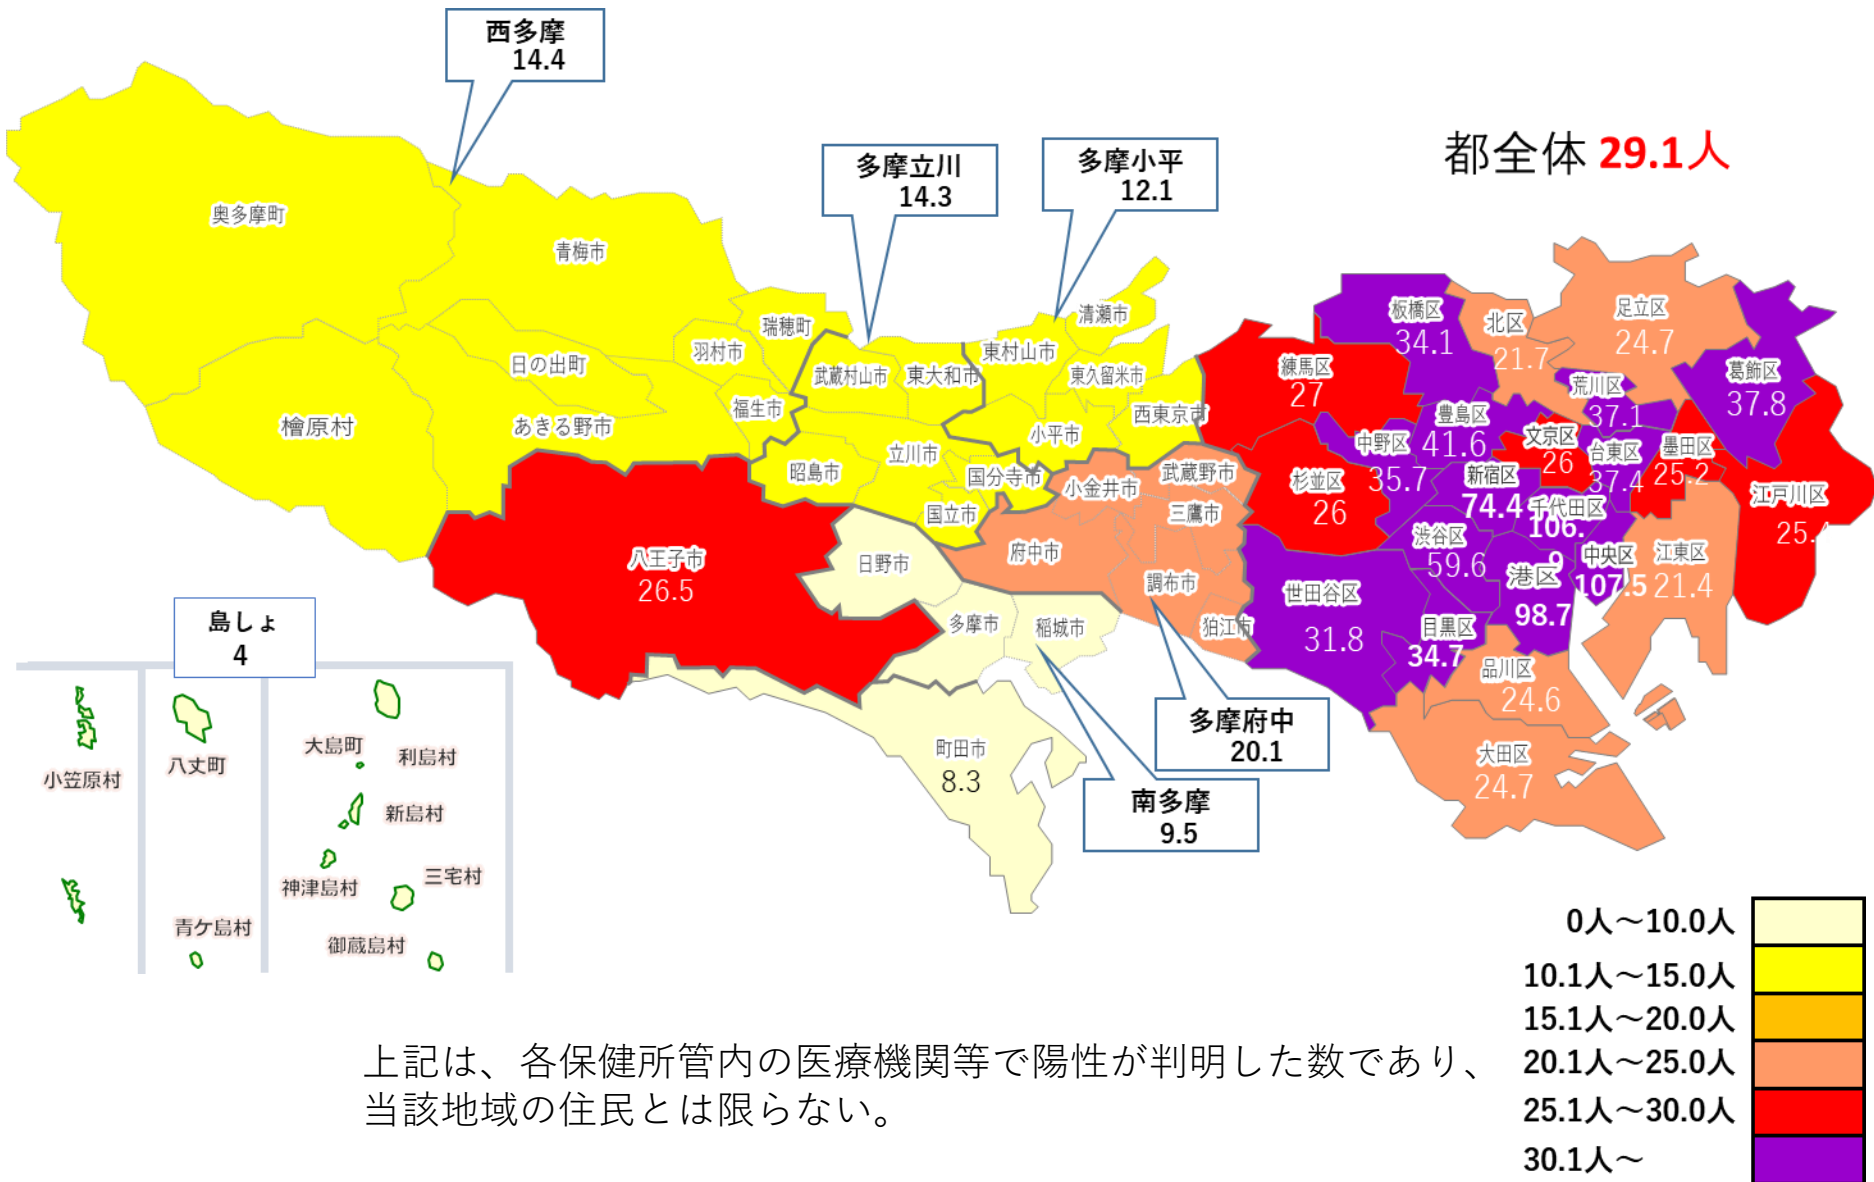 西多摩
14.4
多摩立川
14.3
多摩小平
12.1
都全体 29.1人
奥多摩町
青梅市
瑞穂町
羽村市
日の出町
福生市
あきる野市
檜原村
武蔵村山市
東大和市
東村山市
清瀬市
東久留米市
西東京市
小平市
立川市
昭島市
国分寺市
国立市
小金井市
武蔵野市
三鷹市
府中市
調布市
狛江市
八王子市
26.5
日野市
多摩市
稲城市
町田市
8.3
多摩府中
20.1
南多摩
9.5
板橋区
34.1
北区
21.7
足立区
24.7
葛飾区
37.8
荒川区
37.1
練馬区
27
豊島区
41.6
中野区
35.7
文京区
26
台東区
37.4
墨田区
25.2
江戸川区
25.
杉並区
26
新宿区
74.4
千代田区
106.
9
渋谷区
59.6
中央区
107.5
江東区
21.4
港区
98.7
世田谷区
31.8
目黒区
34.7
品川区
24.6
大田区
24.7
島しょ
4
小笠原村
八丈町
青ケ島村
大島町
利島村
新島村
神津島村
三宅村
御蔵島村
0人～10.0人
10.1人～15.0人
15.1人～20.0人
20.1人～25.0人
25.1人～30.0人
30.1人～
上記は、各保健所管内の医療機関等で陽性が判明した数であり、
当該地域の住民とは限らない。